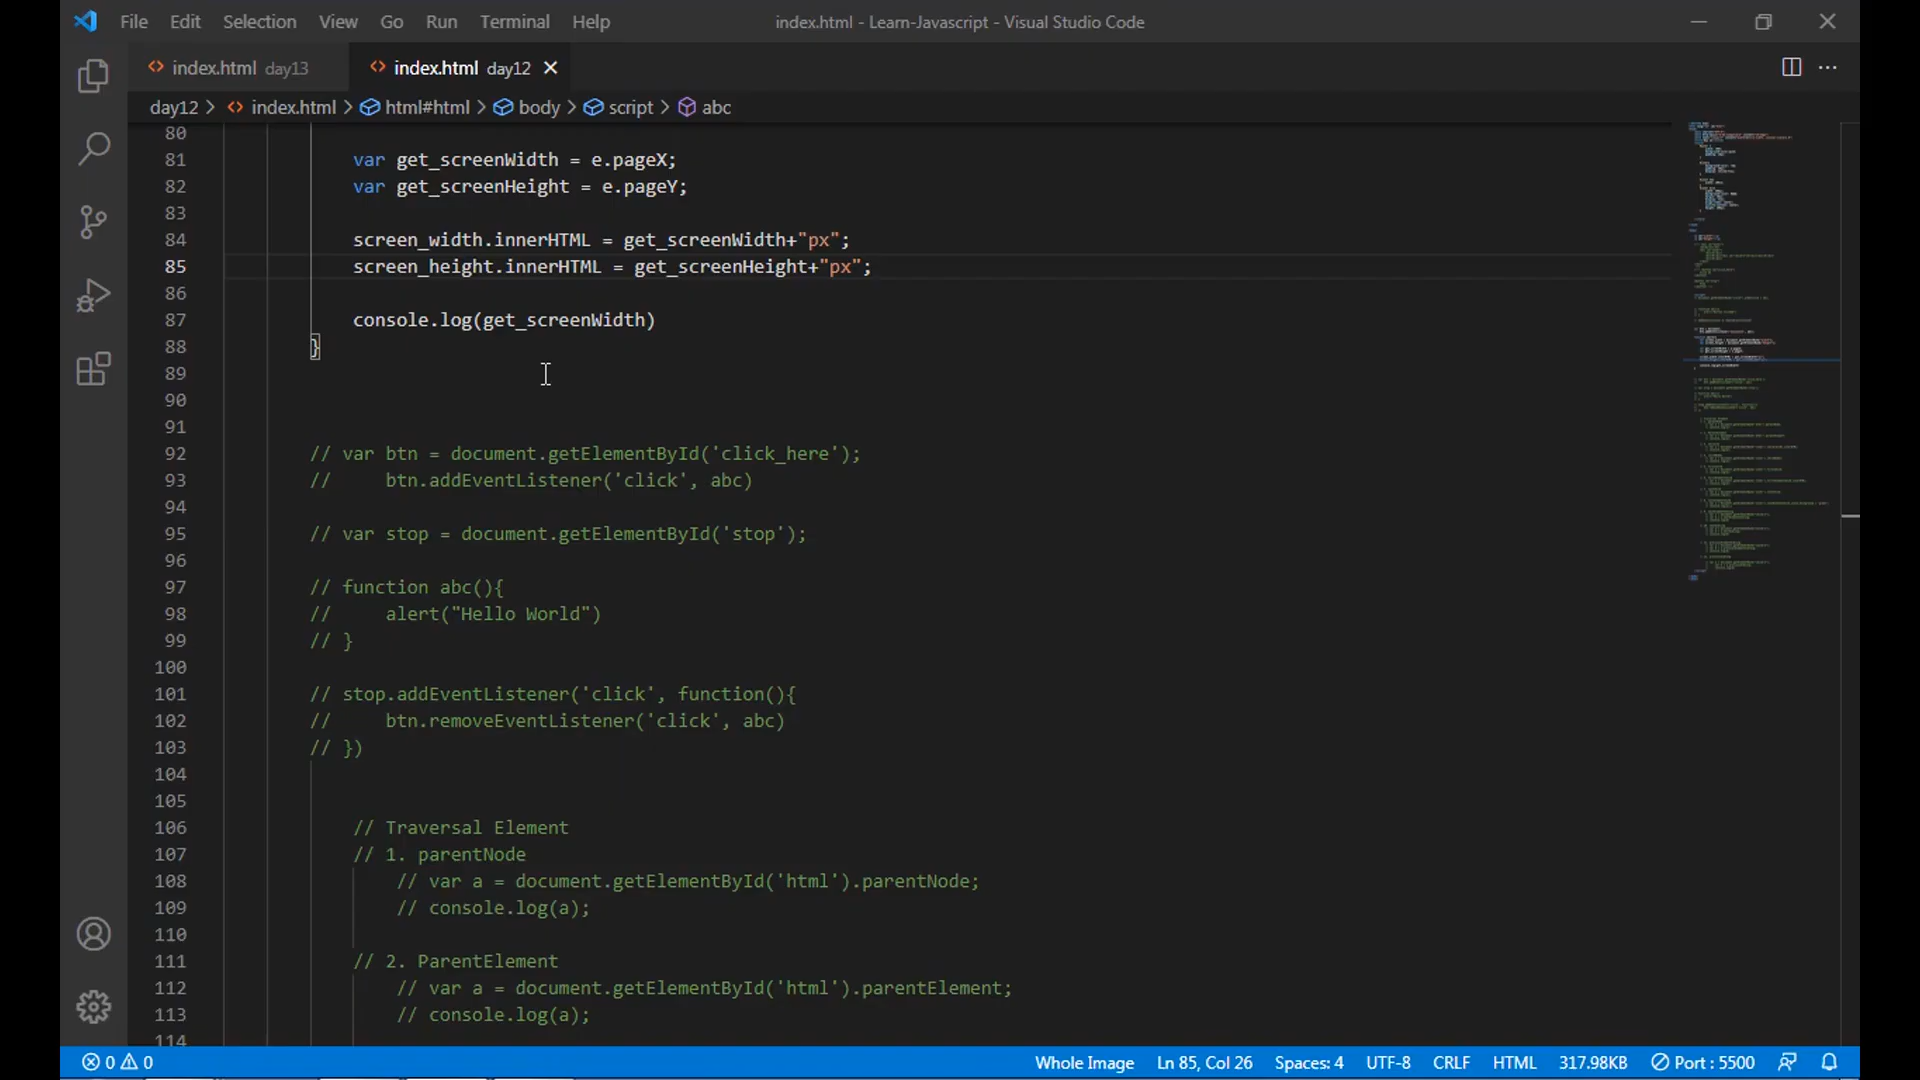 File Edit Selection View Go Run Terminal Help index.html - Learn-Javascript - Visual Studio Code
index.html day13 index.html day12
day12 > index.html > html#html > body > script > abc
80
81 var get_screenWidth = e.pageX;
82 var get_screenHeight = e.pageY;
83
84 screen_width.innerHTML = get_screenWidth+"px";
85 screen_height.innerHTML = get_screenHeight+"px";
86
87 console.log(get_screenWidth)
88 }
89
90
91
92 // var btn = document.getElementById('click_here');
93 // btn.addEventListener('click', abc)
94
95 // var stop = document.getElementById('stop');
96
97 // function abc(){
98 // alert("Hello World")
99 // }
100
101 // stop.addEventListener('click', function(){
102 // btn.removeEventListener('click', abc)
103 // })
104
105
106 // Traversal Element
107 // 1. parentNode
108 // var a = document.getElementById('html').parentNode;
109 // console.log(a);
110
111 // 2. ParentElement
112 // var a = document.getElementById('html').parentElement;
113 // console.log(a);
114
0 0 Whole Image Ln 85, Col 26 Spaces: 4 UTF-8 CRLF HTML 317.98KB Port : 5500